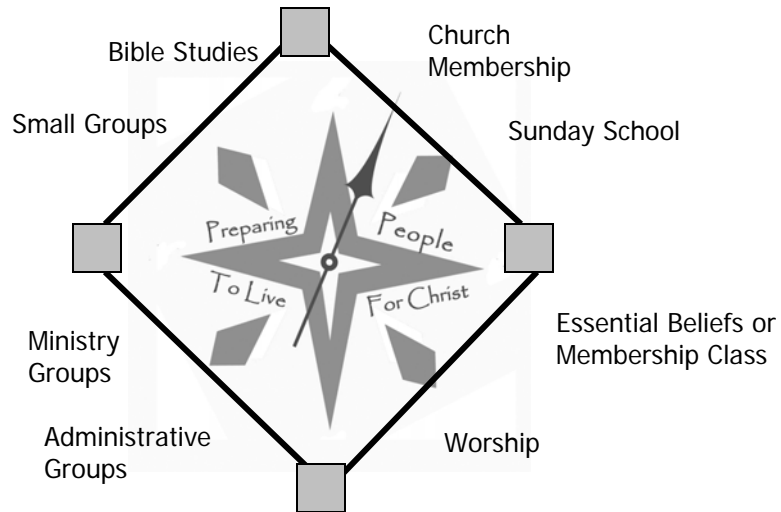 Bible Studies
Church
Membership
Small Groups
Sunday School
Preparing
People
To Live
For Christ
Ministry
Groups
Essential Beliefs or
Membership Class
Administrative
Groups
Worship